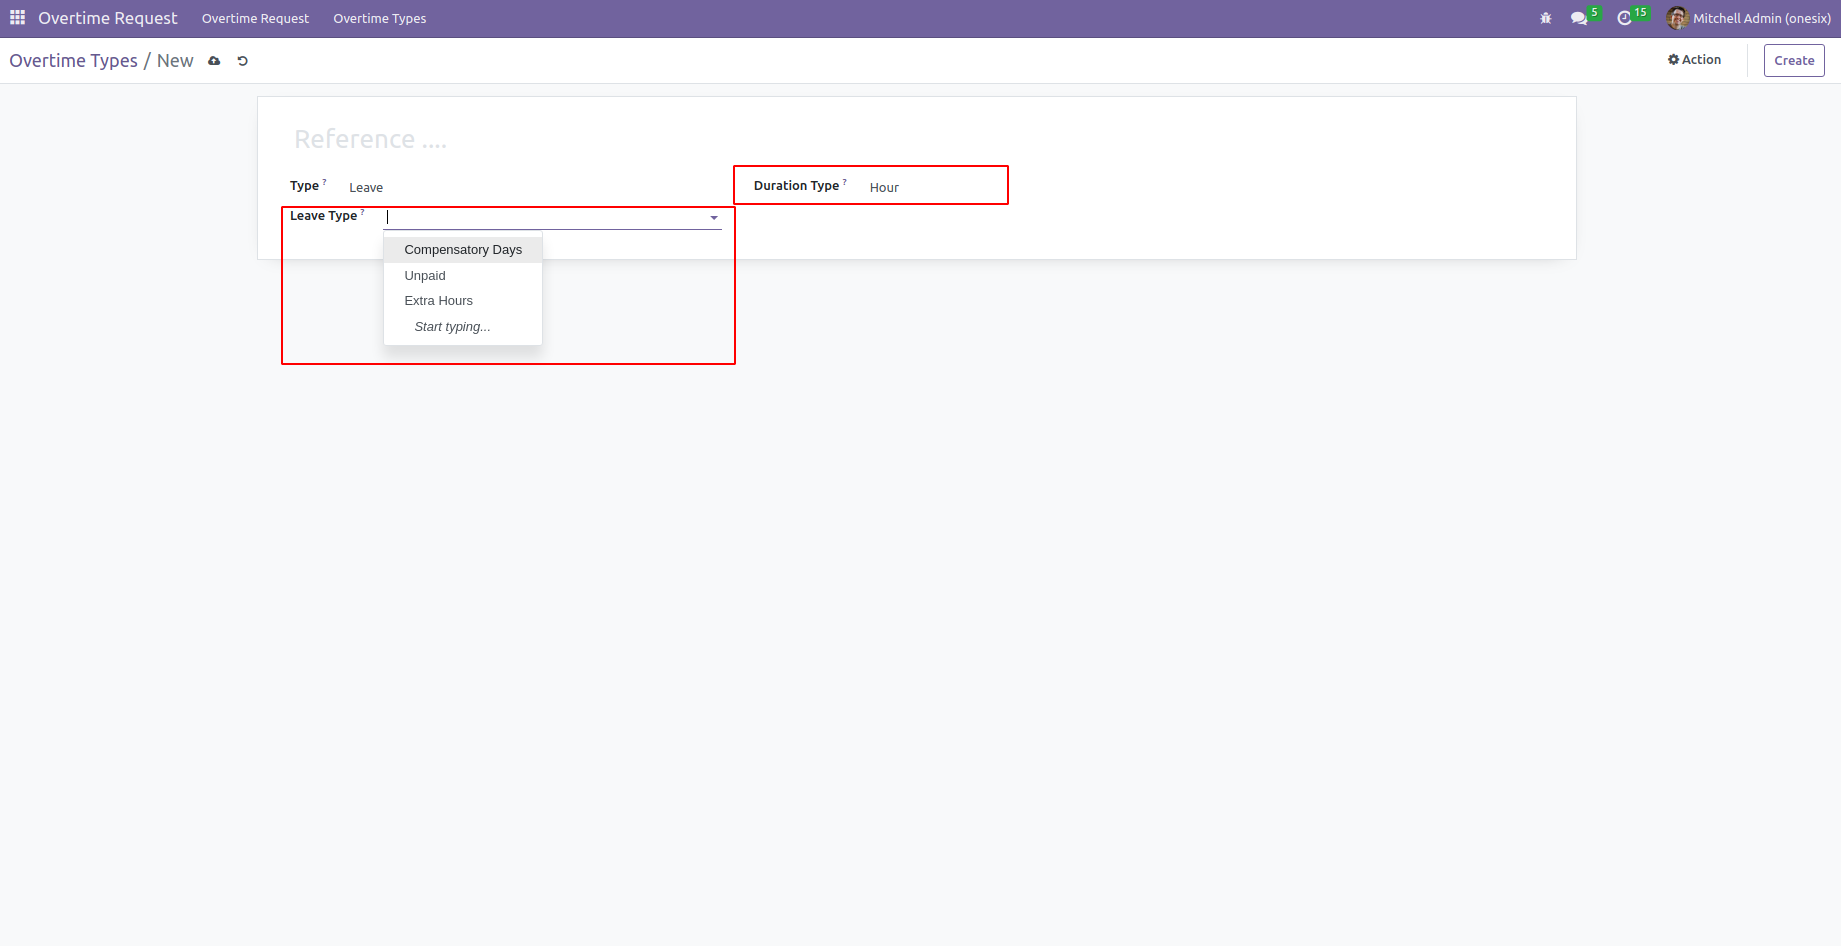 Overtime Request Overtime Request Overtime Types 5 15 Mitchell Admin (onesix)
Overtime Types / New Action Create
Reference ....
Type ? Leave Duration Type ? Hour
Leave Type ?
Compensatory Days
Unpaid
Extra Hours
Start typing...